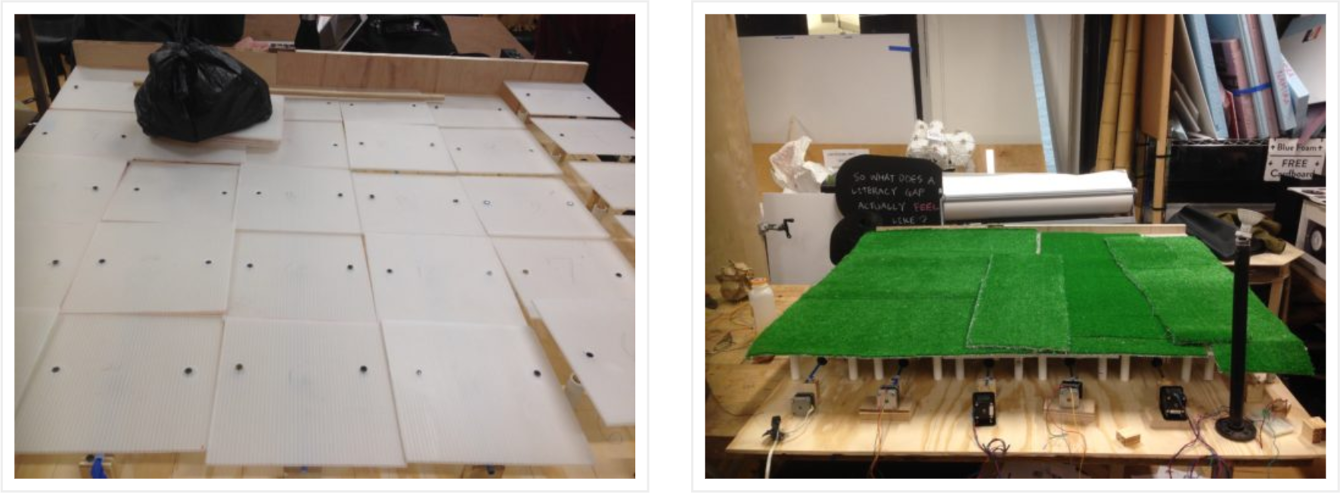 SO WHAT DOES A
LITERACY GAP
ACTUALLY FEEL
LIKE?
Blue Foam
FREE
Cardboard